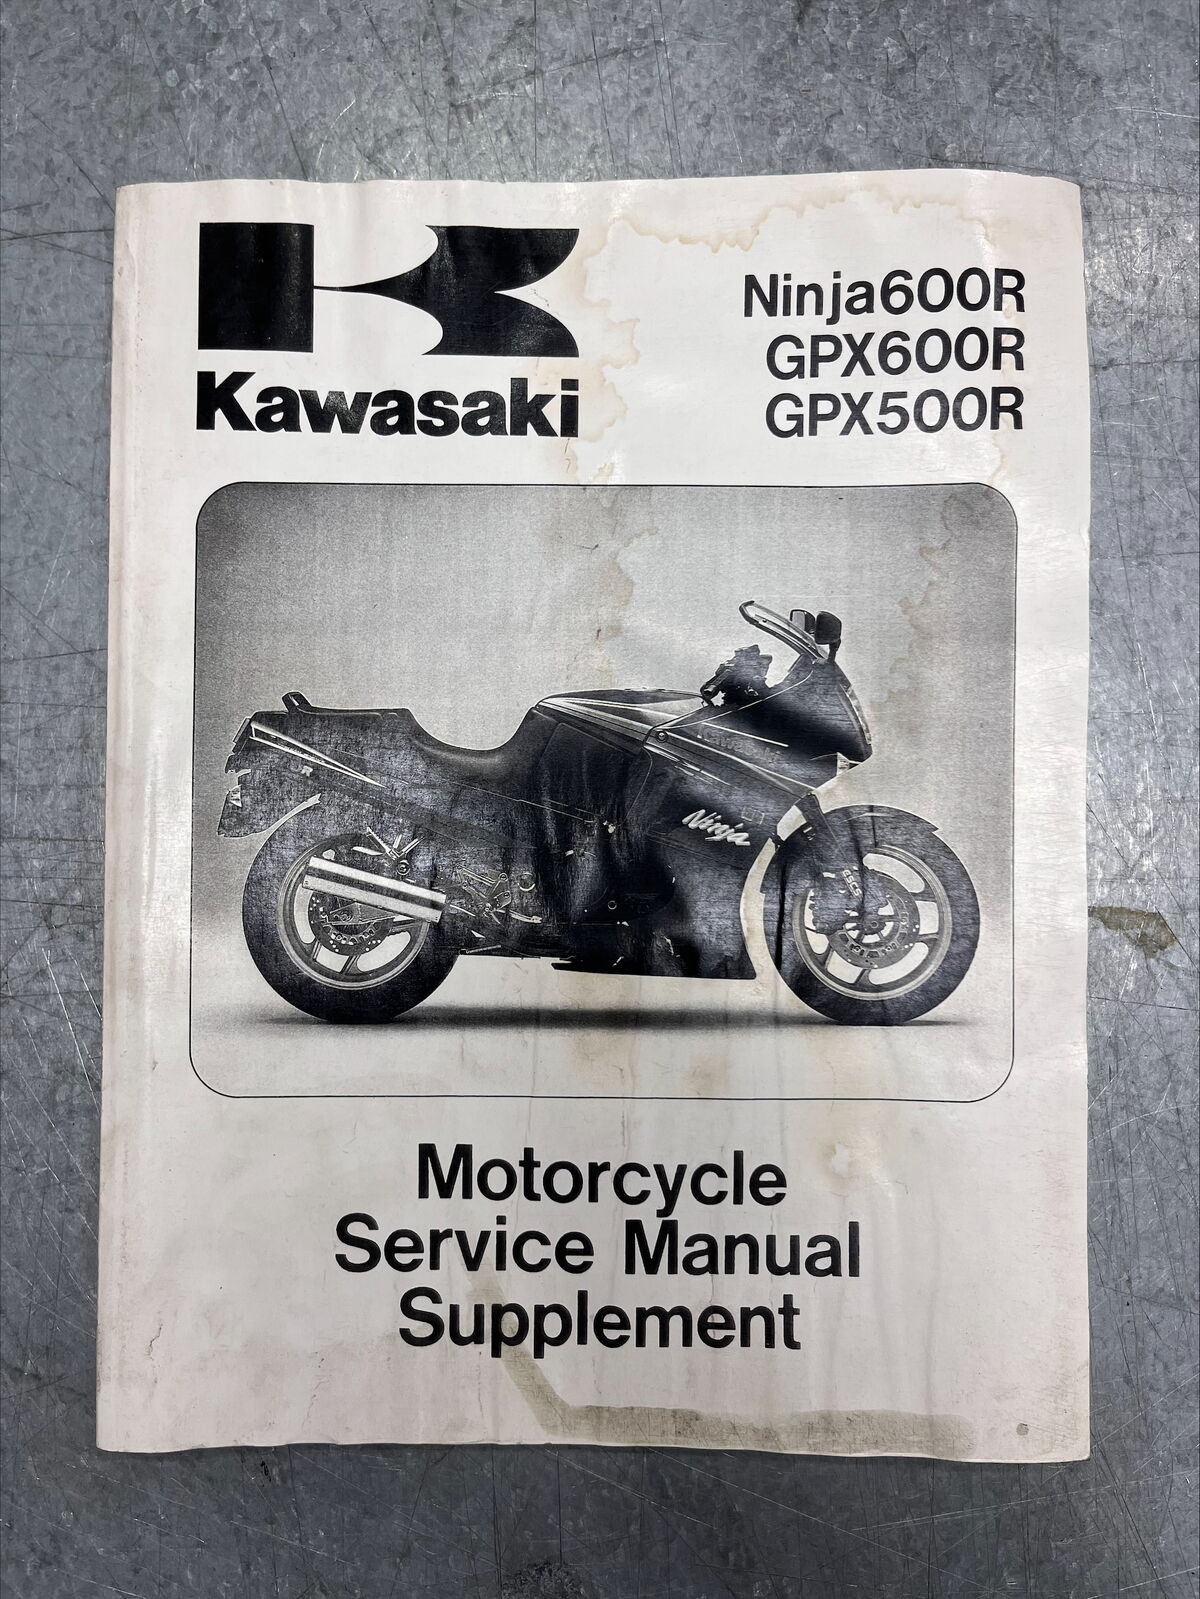 Kawasaki
Ninja600R
GPX600R
GPX500R
R
Ninja
Motorcycle
Service Manual
Supplement